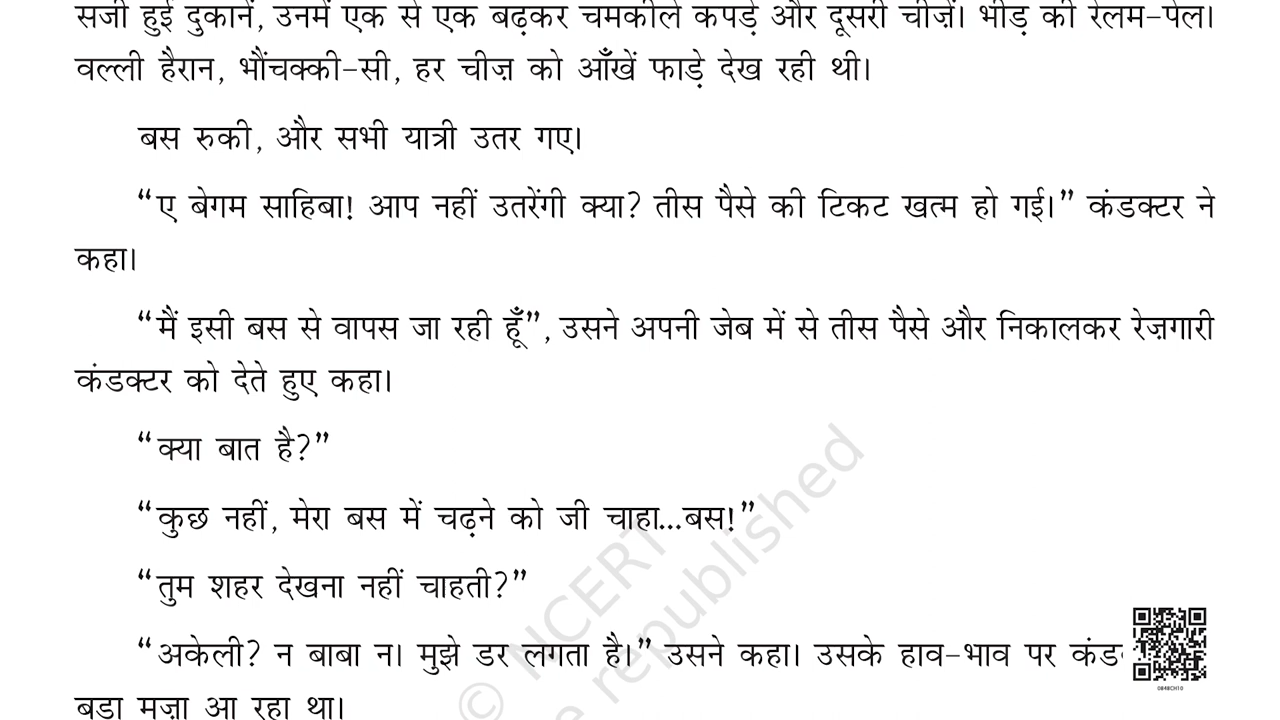 सजी हुई दुकानें, उनमें एक से एक बढ़कर चमकीले कपड़े और दूसरी चीज़ें। भीड़ की रेलम-पेल।
वल्ली हैरान, भौंचक्की-सी, हर चीज़ को आँखें फाड़े देख रही थी।
बस रुकी, और सभी यात्री उतर गए।
“ए बेगम साहिबा! आप नहीं उतरेंगी क्या? तीस पैसे की टिकट खत्म हो गई।” कंडक्टर ने
कहा।
“मैं इसी बस से वापस जा रही हूँ”, उसने अपनी जेब में से तीस पैसे और निकालकर रेज़गारी
कंडक्टर को देते हुए कहा।
“क्या बात है?”
“कुछ नहीं, मेरा बस में चढ़ने को जी चाहा...बस!”
“तुम शहर देखना नहीं चाहती?”
“अकेली? न बाबा न। मुझे डर लगता है।” उसने कहा। उसके हाव-भाव पर
बड़ा मज़ा आ रहा था।
© NCERT
e republished
0848CH10